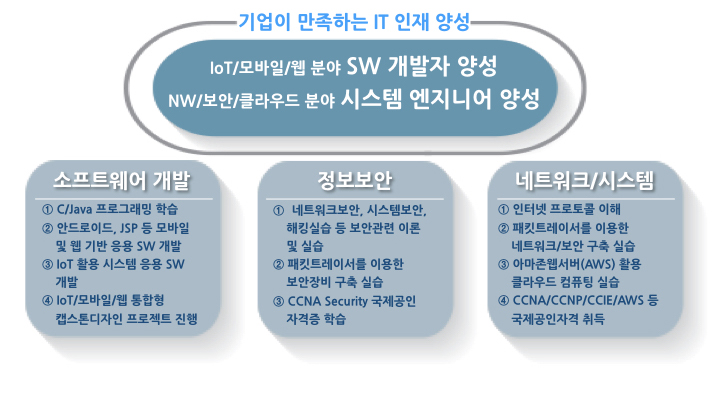 기업이 만족하는 IT 인재 양성
IoT/모바일/웹 분야 SW 개발자 양성
NW/보안/클라우드 분야 시스템 엔지니어 양성
소프트웨어 개발
① C/Java 프로그래밍 학습
② 안드로이드, JSP 등 모바일
및 웹 기반 응용 SW 개발
③ IoT 활용 시스템 응용 SW
개발
④ IoT/모바일/웹 통합형
캡스톤디자인 프로젝트 진행
정보보안
① 네트워크보안, 시스템보안,
해킹실습 등 보안관련 이론
및 실습
② 패킷트레이서를 이용한
보안장비 구축 실습
③ CCNA Security 국제공인
자격증 학습
네트워크/시스템
① 인터넷 프로토콜 이해
② 패킷트레이서를 이용한
네트워크/보안 구축 실습
③ 아마존웹서버(AWS) 활용
클라우드 컴퓨팅 실습
④ CCNA/CCNP/CCIE/AWS 등
국제공인자격 취득